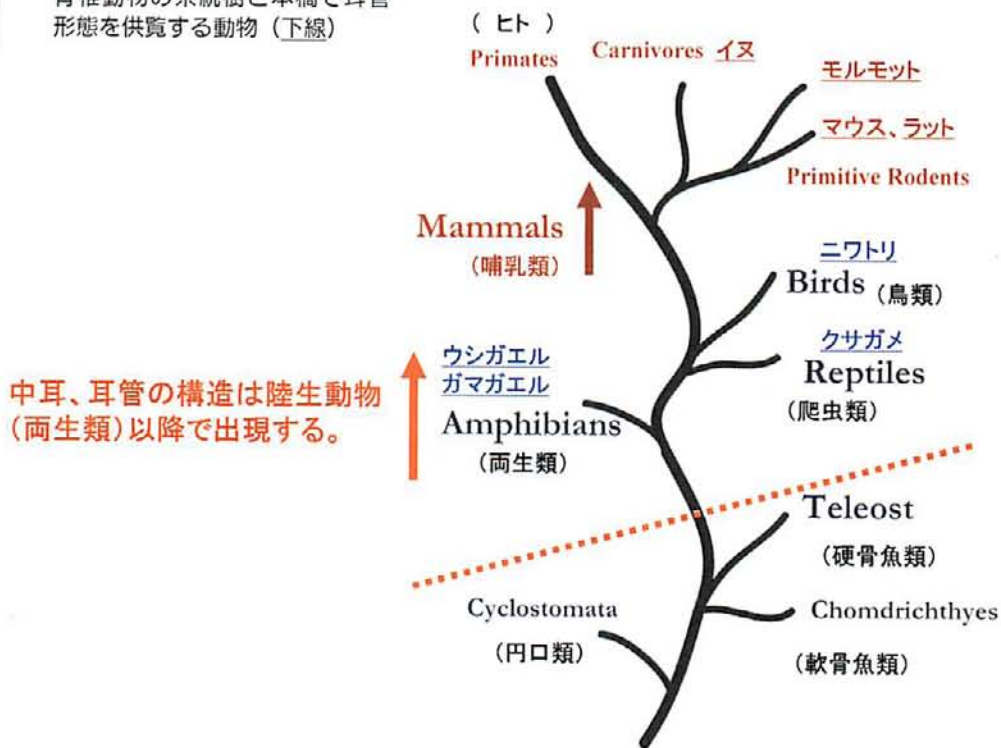 形態を供覧する動物（下線）
（ ヒト ）
Primates
Carnivores イヌ
モルモット
マウス、ラット
Primitive Rodents
Mammals
（哺乳類）
ニワトリ
Birds（鳥類）
クサガメ
Reptiles
（爬虫類）
ウシガエル
ガマガエル
Amphibians
（両生類）
中耳、耳管の構造は陸生動物
（両生類）以降で出現する。
Teleost
（硬骨魚類）
Cyclostomata
（円口類）
Chomdrichthyes
（軟骨魚類）